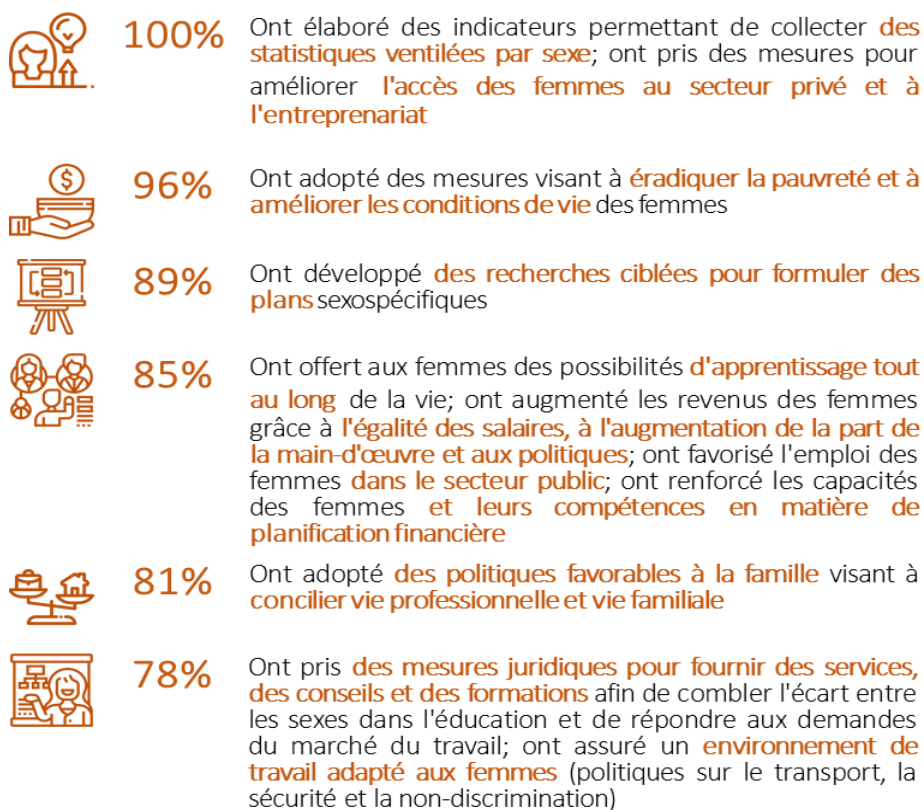 100%
Ont élaboré des indicateurs permettant de collecter des
statistiques ventilées par sexe; ont pris des mesures pour
améliorer l'accès des femmes au secteur privé et à
l'entreprenariat
96%
Ont adopté des mesures visant à éradiquer la pauvreté et à
améliorer les conditions de vie des femmes
89%
Ont développé des recherches ciblées pour formuler des
plans sexospécifiques
85%
Ont offert aux femmes des possibilités d'apprentissage tout
au long de la vie; ont augmenté les revenus des femmes
grâce à l'égalité des salaires, à l'augmentation de la part de
la main-d'œuvre et aux politiques; ont favorisé l'emploi des
femmes dans le secteur public; ont renforcé les capacités
des femmes et leurs compétences en matière de
planification financière
81%
Ont adopté des politiques favorables à la famille visant à
concilier vie professionnelle et vie familiale
78%
Ont pris des mesures juridiques pour fournir des services,
des conseils et des formations afin de combler l'écart entre
les sexes dans l'éducation et de répondre aux demandes
du marché du travail; ont assuré un environnement de
travail adapté aux femmes (politiques sur le transport, la
sécurité et la non-discrimination)